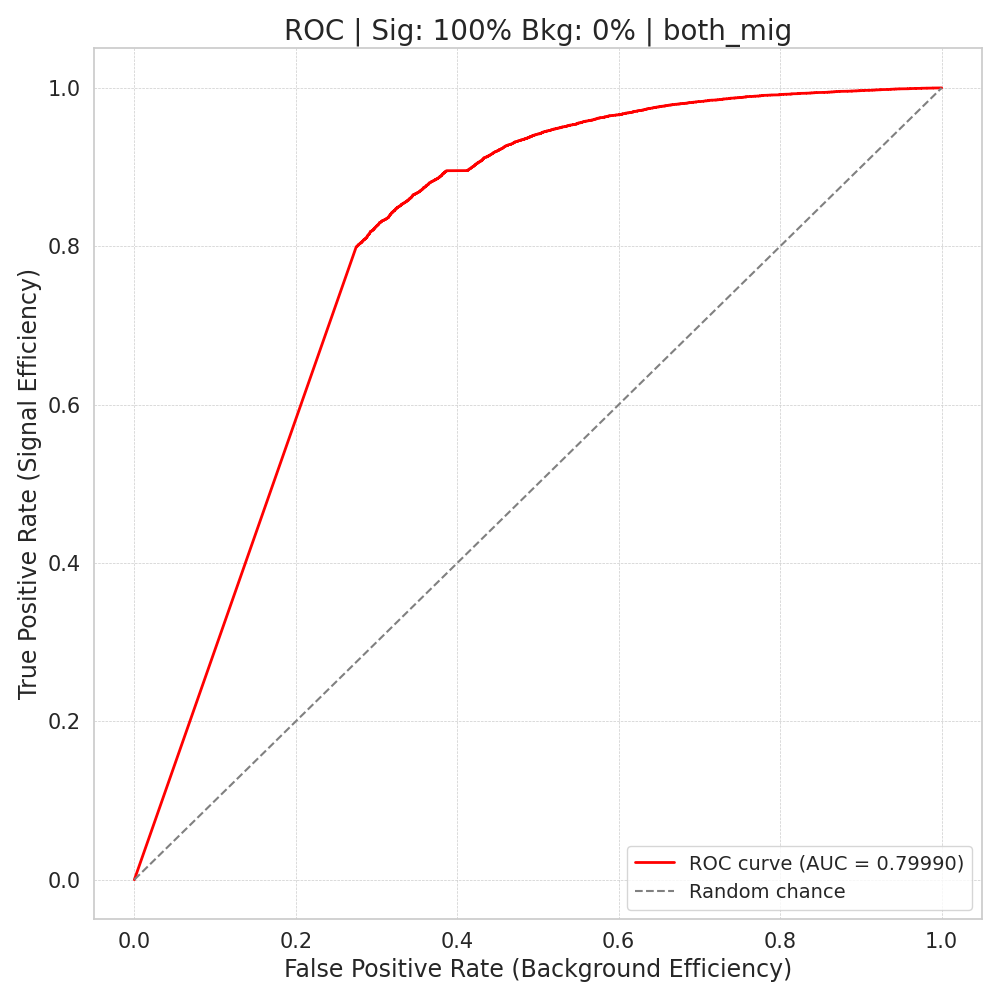 ROC | Sig: 100% Bkg: 0% | both_mig
True Positive Rate (Signal Efficiency)
1.0
0.8
0.6
0.4
0.2
0.0
0.0 0.2 0.4 0.6 0.8 1.0
False Positive Rate (Background Efficiency)
ROC curve (AUC = 0.79990)
Random chance